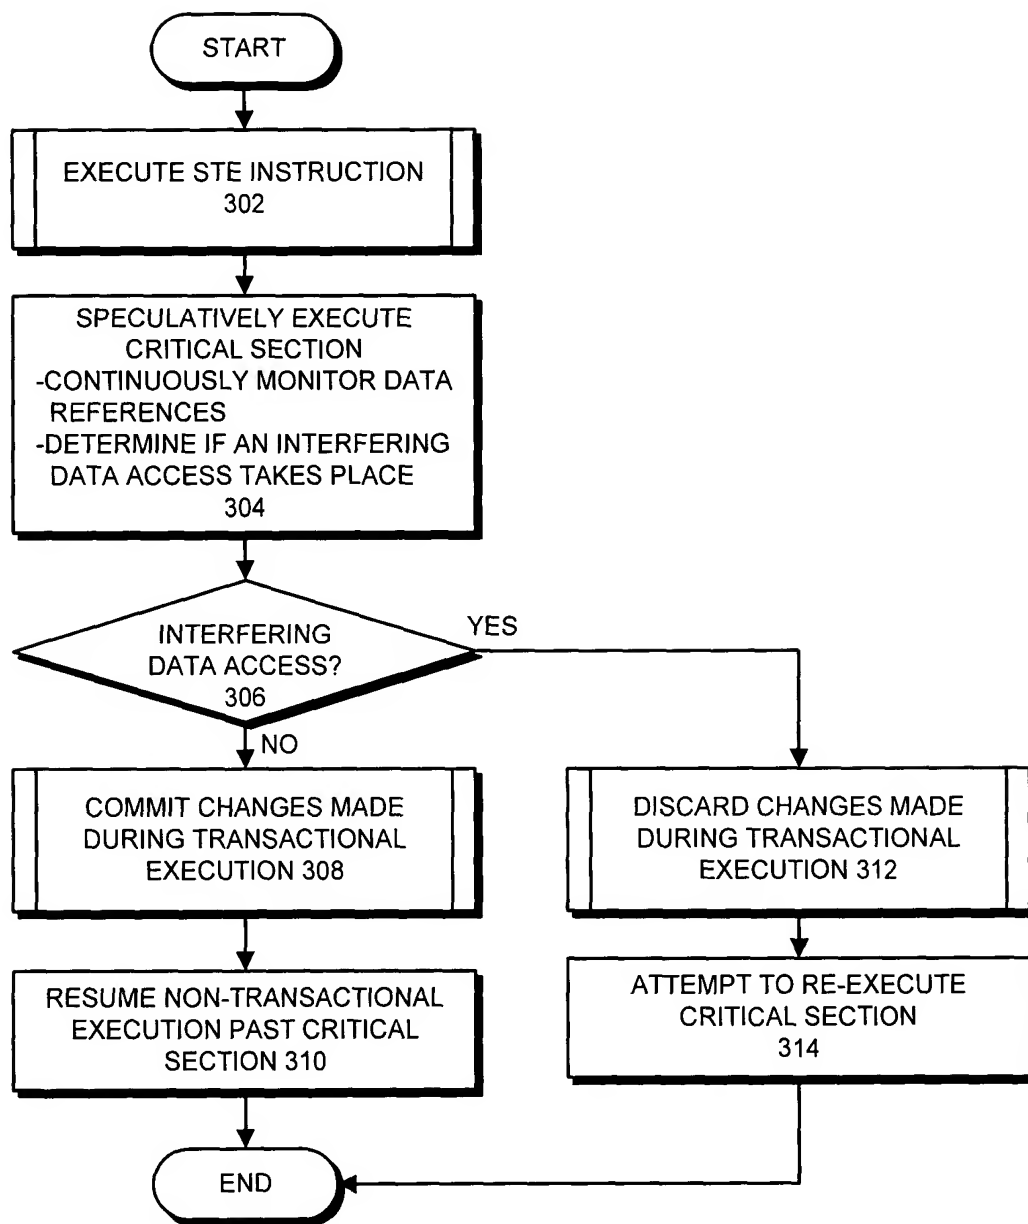 START
EXECUTE STE INSTRUCTION
302
SPECULATIVELY EXECUTE
CRITICAL SECTION
-CONTINUOUSLY MONITOR DATA
REFERENCES
-DETERMINE IF AN INTERFERING
DATA ACCESS TAKES PLACE
304
INTERFERING
DATA ACCESS?
306
YES
NO
COMMIT CHANGES MADE
DURING TRANSACTIONAL
EXECUTION 308
DISCARD CHANGES MADE
DURING TRANSACTIONAL
EXECUTION 312
RESUME NON-TRANSACTIONAL
EXECUTION PAST CRITICAL
SECTION 310
ATTEMPT TO RE-EXECUTE
CRITICAL SECTION
314
END